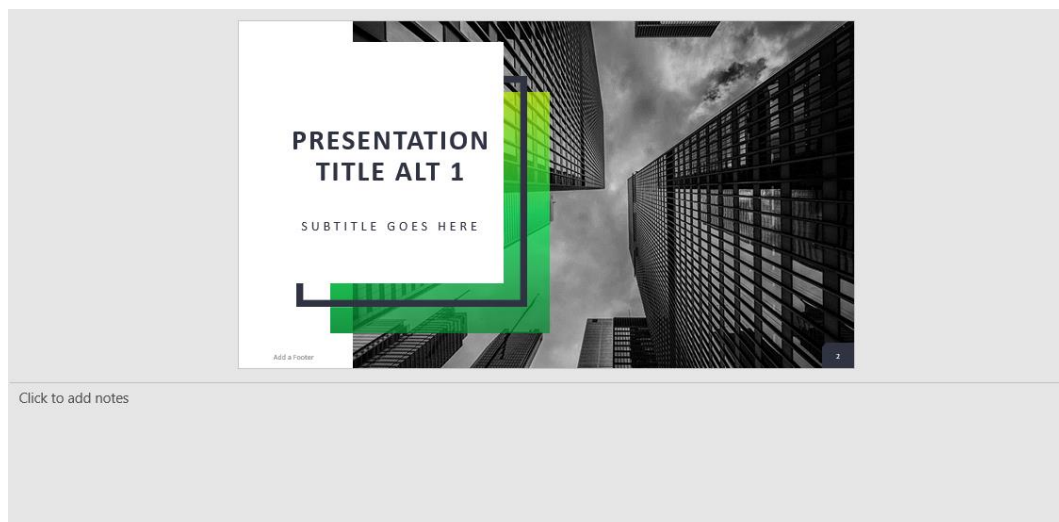 PRESENTATION
TITLE ALT 1
SUBTITLE GOES HERE
Add a Footer
2
Click to add notes